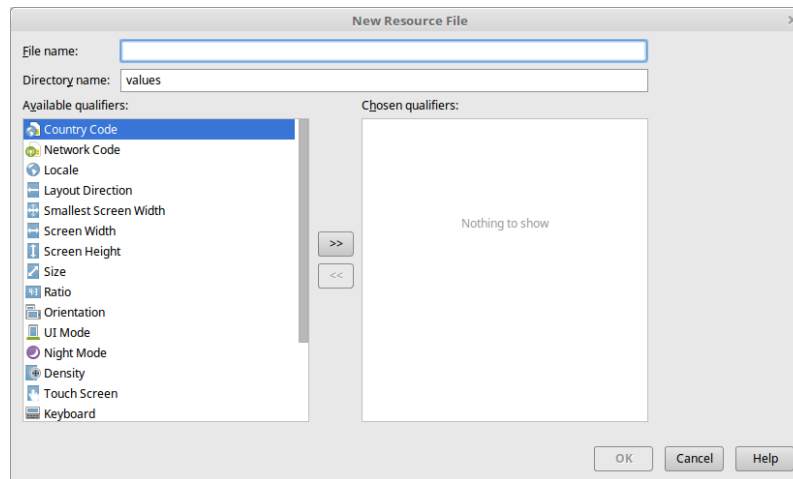 New Resource File
File name:
Directory name: values
Available qualifiers:
Chosen qualifiers:
Country Code
Network Code
Locale
Layout Direction
Smallest Screen Width
Screen Width
Screen Height
Size
Ratio
Orientation
UI Mode
Night Mode
Density
Touch Screen
Keyboard
>>
<<
Nothing to show
OK Cancel Help